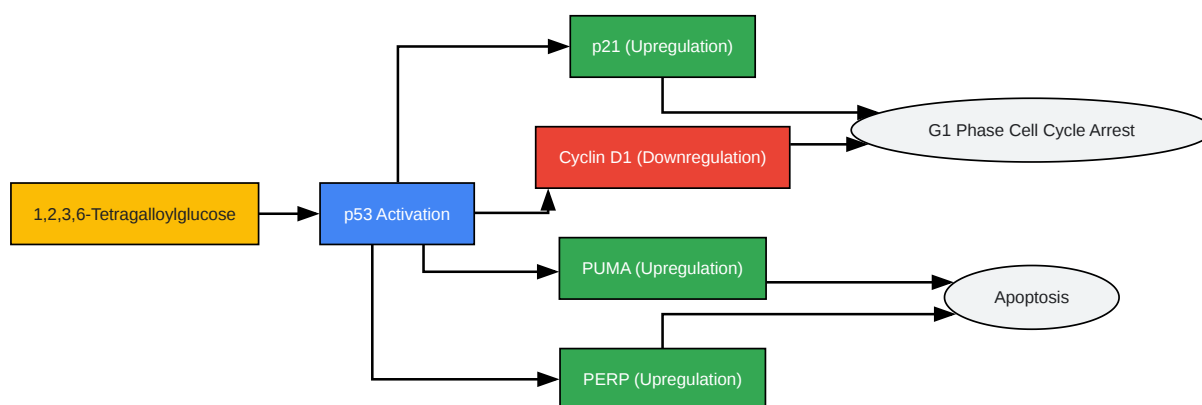 p21 (Upregulation)
G1 Phase Cell Cycle Arrest
Cyclin D1 (Downregulation)
1,2,3,6-Tetragalloylglucose
p53 Activation
PUMA (Upregulation)
Apoptosis
PERP (Upregulation)